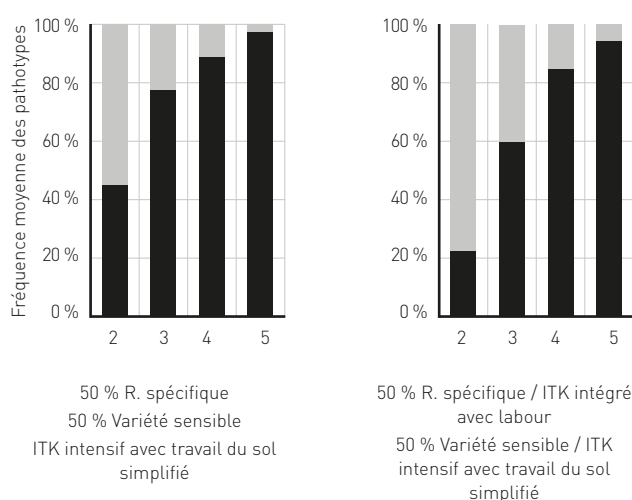 Fréquence moyenne des pathotypes
100 %
80 %
60 %
40 %
20 %
0 %
2 3 4 5
50 % R. spécifique
50 % Variété sensible
ITK intensif avec travail du sol
simplifié
100 %
80 %
60 %
40 %
20 %
0 %
2 3 4 5
50 % R. spécifique / ITK intégré
avec labour
50 % Variété sensible / ITK
intensif avec travail du sol
simplifié